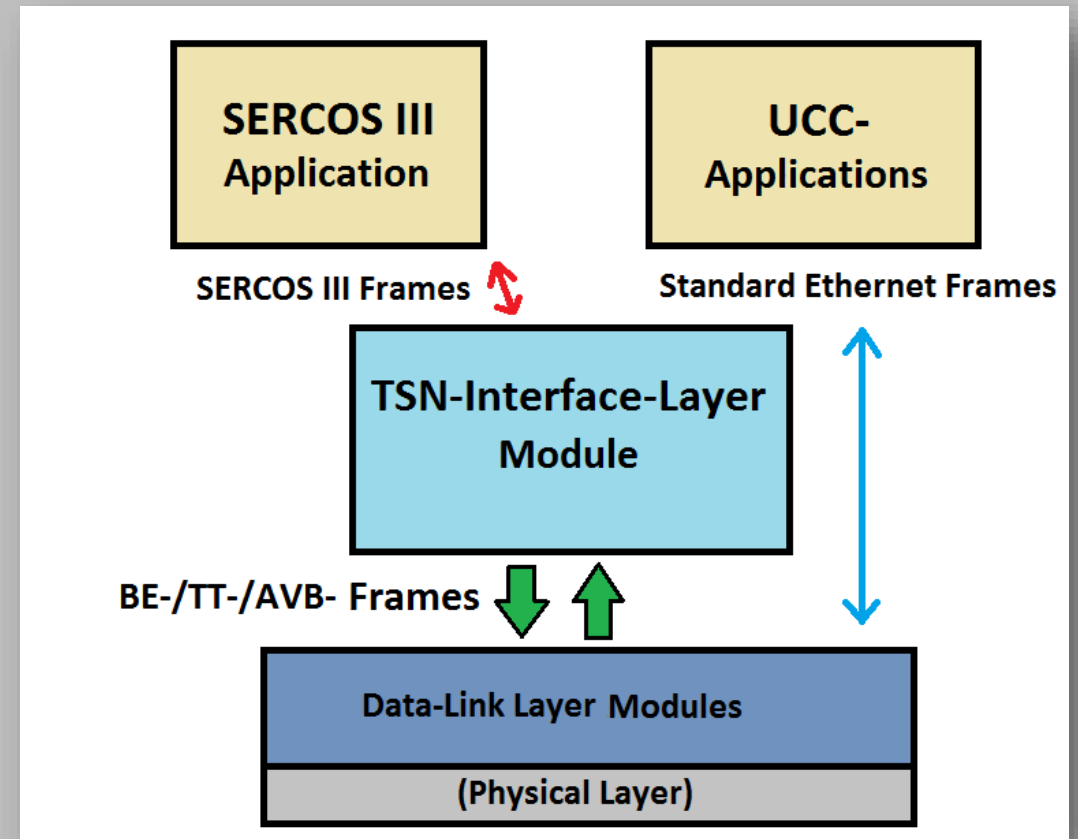 SERCOS III
Application
UCC-
Applications
SERCOS III Frames
Standard Ethernet Frames
TSN-Interface-Layer
Module
BE-/TT-/AVB- Frames
Data-Link Layer Modules
(Physical Layer)